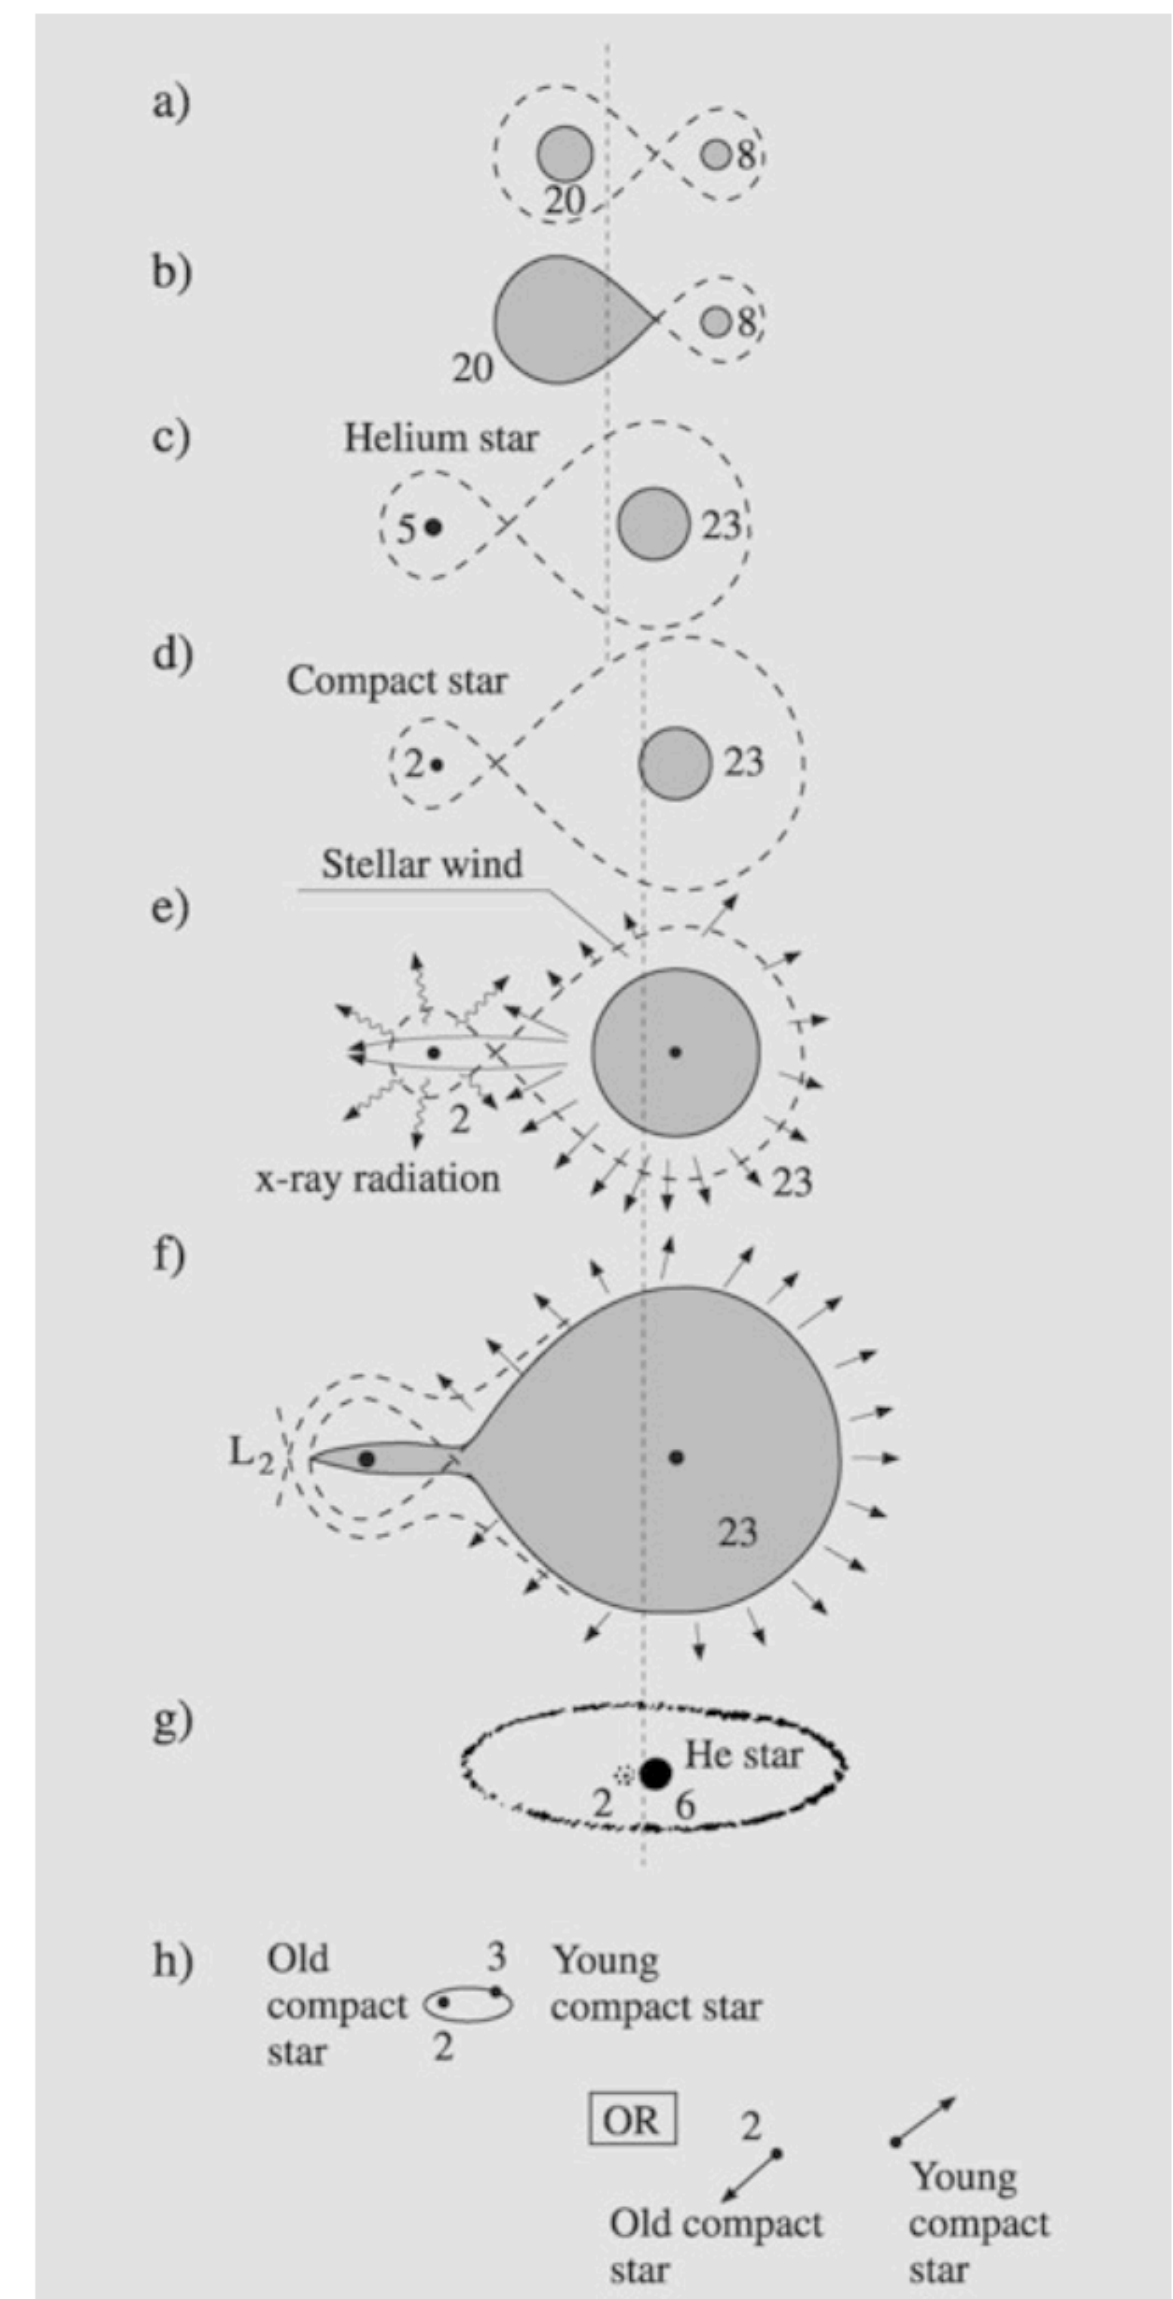 a)
20
8
b)
20
8
c)
Helium star
5
23
d)
Compact star
2
23
Stellar wind
e)
2
x-ray radiation
23
f)
L2
23
g)
He star
2
6
h)
Old
compact
star
3
2
Young
compact star
OR
2
Old compact
star
Young
compact
star